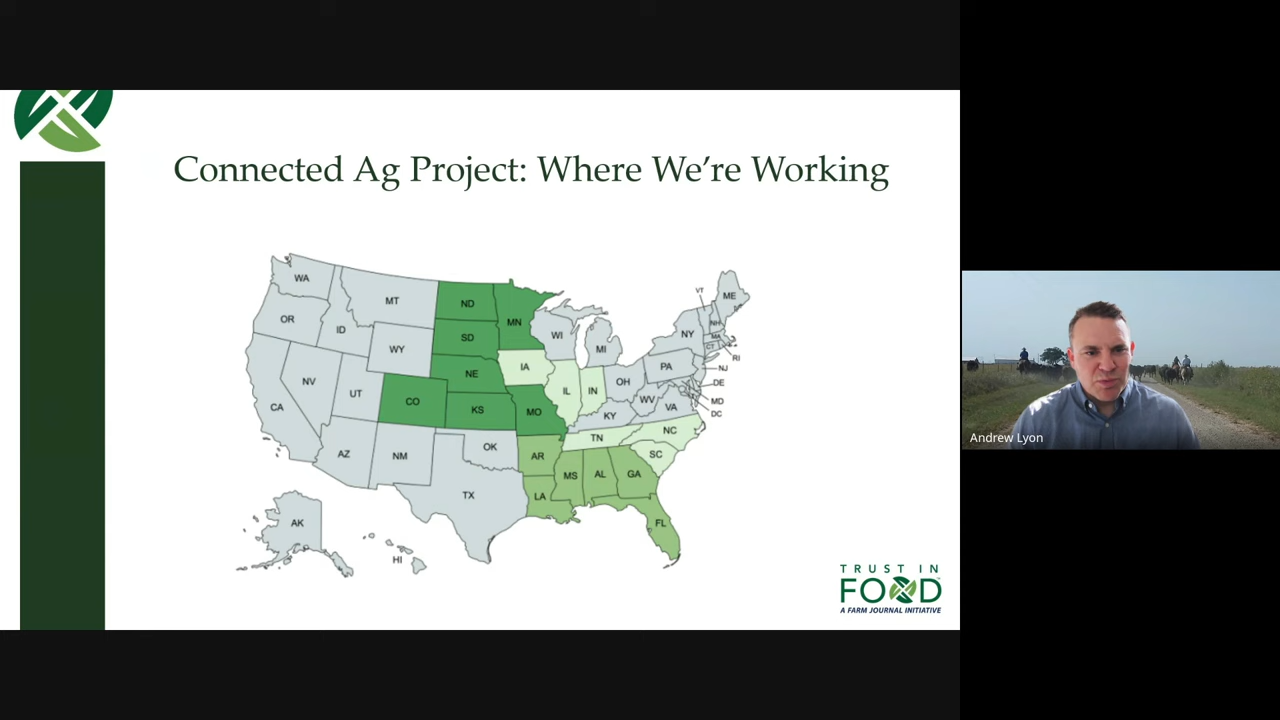 Connected Ag Project: Where We're Working
WA
MT
ND
MN
OR
ID
WY
SD
WI
MI
VT
ME
NH
NY
MA
CT
RI
NV
UT
CO
NE
IA
IL
IN
OH
PA
NJ
DE
MD
DC
CA
KS
MO
KY
WV
VA
AZ
NM
OK
AR
TN
NC
SC
TX
LA
MS
AL
GA
FL
AK
HI
TRUST IN
FOOD
A FARM JOURNAL INITIATIVE
Andrew Lyon